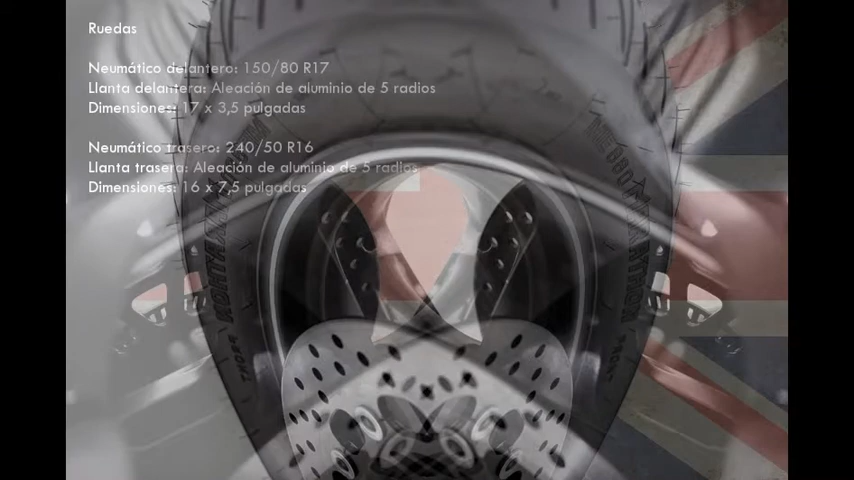 Ruedas
Neumático delantero: 150/80 R17
Llanta delantera: Aleación de aluminio de 5 radios
Dimensiones: 17 x 3,5 pulgadas
Neumático trasero: 240/50 R16
Llanta trasera: Aleación de aluminio de 5 radios
Dimensiones: 16 x 7,5 pulgadas
FRONT